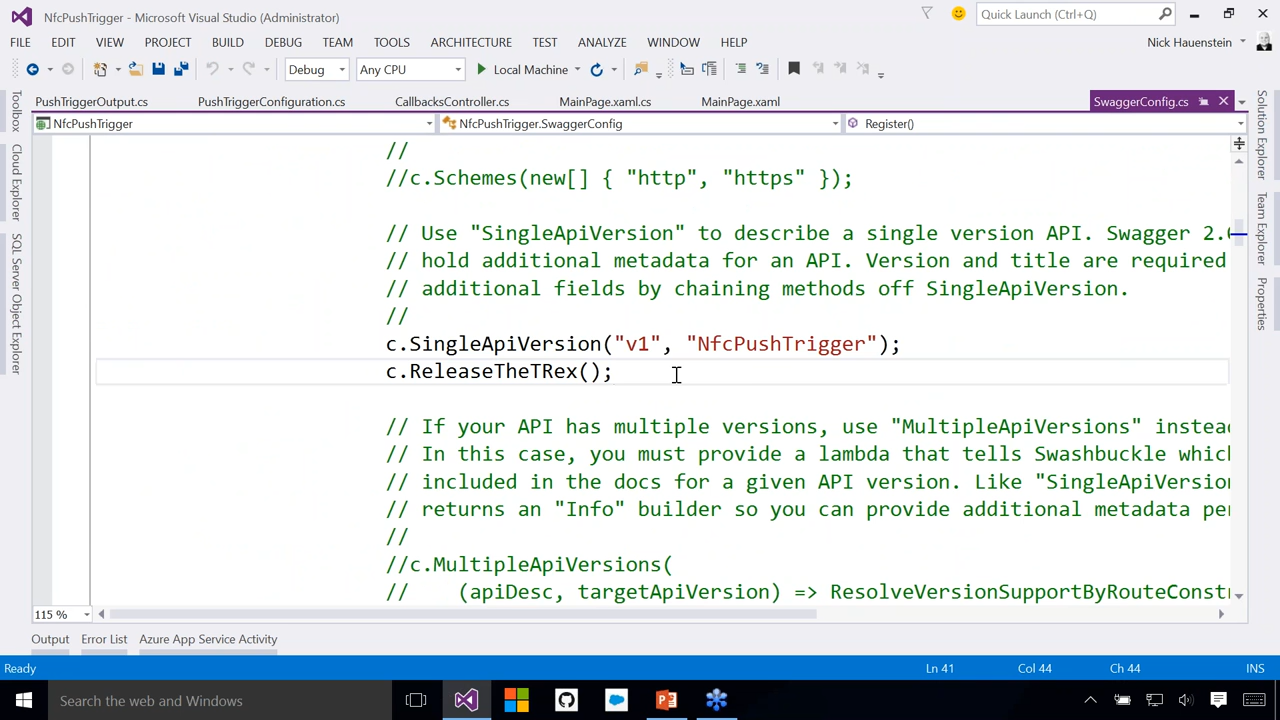 NfcPushTrigger - Microsoft Visual Studio (Administrator)
Quick Launch (Ctrl+Q)
FILE EDIT VIEW PROJECT BUILD DEBUG TEAM TOOLS ARCHITECTURE TEST ANALYZE WINDOW HELP
Nick Hauenstein
Debug Any CPU Local Machine
PushTriggerOutput.cs PushTriggerConfiguration.cs CallbacksController.cs MainPage.xaml.cs MainPage.xaml SwaggerConfig.cs
NfcPushTrigger NfcPushTrigger.SwaggerConfig Register()
Toolbox
Cloud Explorer
SQL Server Object Explorer
//
//c.Schemes(new[] { "http", "https" });
// Use "SingleApiVersion" to describe a single version API. Swagger 2.0
// hold additional metadata for an API. Version and title are required
// additional fields by chaining methods off SingleApiVersion.
//
c.SingleApiVersion("v1", "NfcPushTrigger");
c.ReleaseTheTRex();
// If your API has multiple versions, use "MultipleApiVersions" instead
// In this case, you must provide a lambda that tells Swashbuckle whic
// included in the docs for a given API version. Like "SingleApiVersion
// returns an "Info" builder so you can provide additional metadata pe
//
//c.MultipleApiVersions(
// (apiDesc, targetApiVersion) => ResolveVersionSupportByRouteConst
Solution Explorer
Team Explorer
Properties
115 %
Output Error List Azure App Service Activity
Ready Ln 41 Col 44 Ch 44 INS
Search the web and Windows